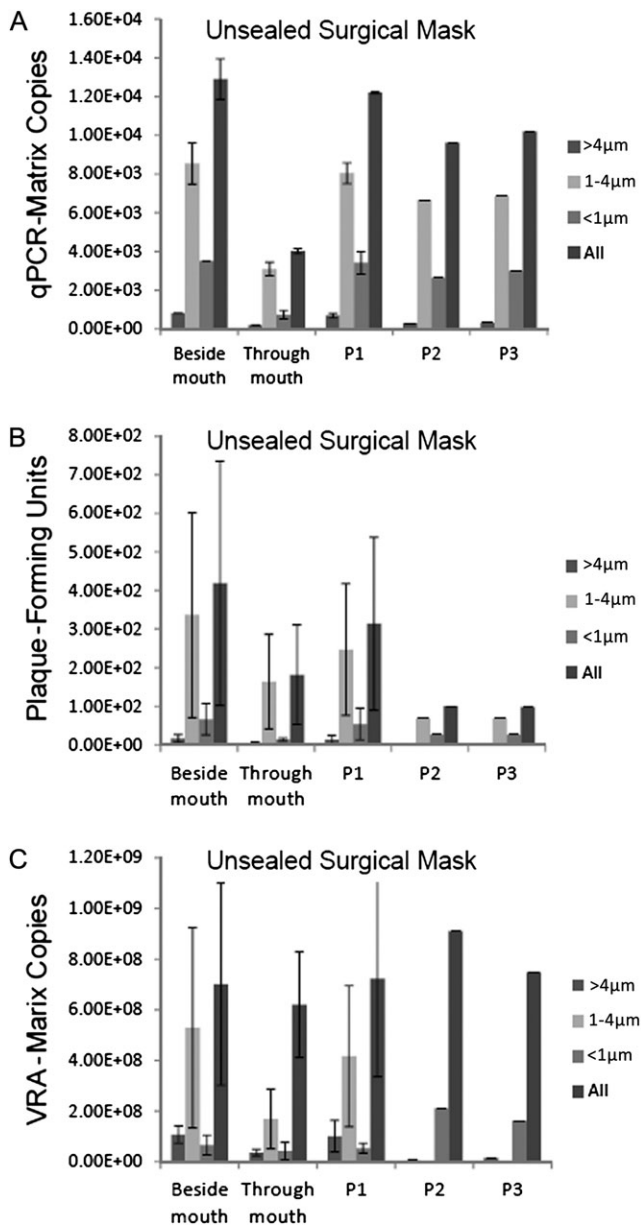 A
Unsealed Surgical Mask
qPCR-Matrix Copies
1.60E+04
1.40E+04
1.20E+04
1.00E+04
8.00E+03
6.00E+03
4.00E+03
2.00E+03
0.00E+00
>4µm
1-4µm
<1µm
All
Beside mouth
Through mouth
P1
P2
P3
B
Unsealed Surgical Mask
Plaque-Forming Units
8.00E+02
7.00E+02
6.00E+02
5.00E+02
4.00E+02
3.00E+02
2.00E+02
1.00E+02
0.00E+00
>4µm
1-4µm
<1µm
All
Beside mouth
Through mouth
P1
P2
P3
C
Unsealed Surgical Mask
VRA-Marix Copies
1.20E+09
1.00E+09
8.00E+08
6.00E+08
4.00E+08
2.00E+08
0.00E+00
>4µm
1-4µm
<1µm
All
Beside mouth
Through mouth
P1
P2
P3